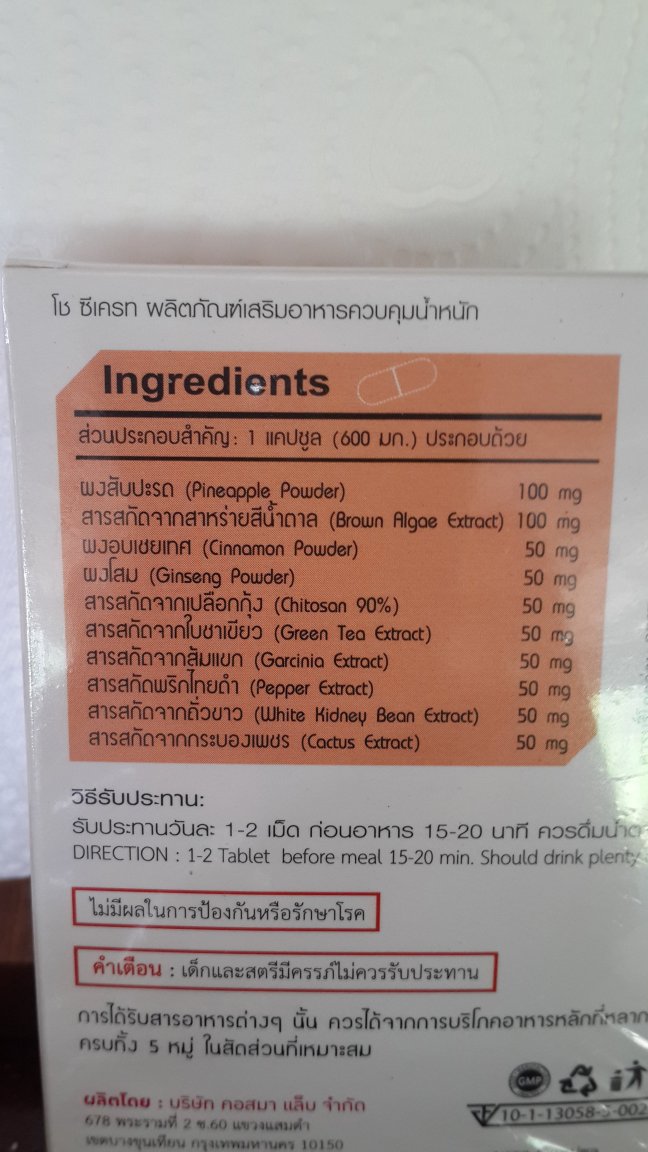 โช ซีเครท ผลิตภัณฑ์เสริมอาหารควบคุมน้ำหนัก
Ingredients
ส่วนประกอบสำคัญ: 1 แคปซูล (600 มก.) ประกอบด้วย
ผงสับปะรด (Pineapple Powder) 100 mg
สารสกัดจากสาหร่ายสีน้ำตาล (Brown Algae Extract) 100 mg
ผงอบเชยเทศ (Cinnamon Powder) 50 mg
ผงโสม (Ginseng Powder) 50 mg
สารสกัดจากเปลือกกุ้ง (Chitosan 90%) 50 mg
สารสกัดจากใบชาเขียว (Green Tea Extract) 50 mg
สารสกัดจากส้มแขก (Garcinia Extract) 50 mg
สารสกัดพริกไทยดำ (Pepper Extract) 50 mg
สารสกัดจากถั่วขาว (White Kidney Bean Extract) 50 mg
สารสกัดจากกระบองเพชร (Cactus Extract) 50 mg
วิธีรับประทาน:
รับประทานวันละ 1-2 เม็ด ก่อนอาหาร 15-20 นาที ควรดื่มน้ำ
DIRECTION : 1-2 Tablet before meal 15-20 min. Should drink plenty
ไม่มีผลในการป้องกันหรือรักษาโรค
คำเตือน : เด็กและสตรีมีครรภ์ไม่ควรรับประทาน
การได้รับสารอาหารต่างๆ นั้น ควรได้จากการบริโภคอาหารหลักที่หลาก
ครบทั้ง 5 หมู่ ในสัดส่วนที่เหมาะสม
GMP
ผลิตโดย : บริษัท คอสมา แล็บ จำกัด
678 พระรามที่ 2 ซ.60 แขวงแสมดำ
เขตบางขุนเทียน กรุงเทพมหานคร 10150